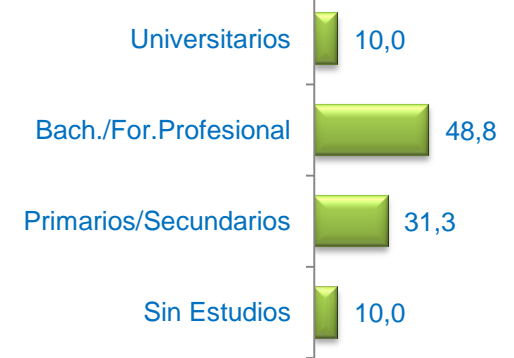 Universitarios 10,0
Bach./For.Profesional 48,8
Primarios/Secundarios 31,3
Sin Estudios 10,0